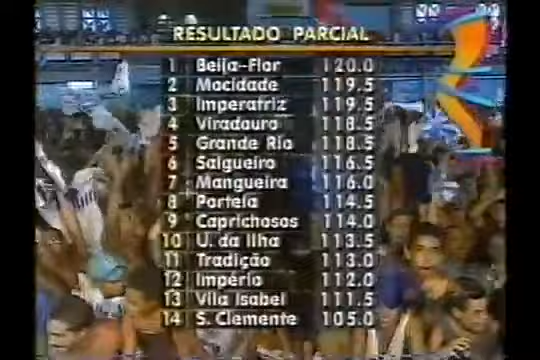 RESULTADO PARCIAL
1 Beija-Flor 120.0
2 Mocidade 119.5
3 Imperatriz 119.5
4 Viradouro 118.5
5 Grande Rio 118.5
6 Salgueiro 116.5
7 Mangueira 116.0
8 Portela 114.5
9 Caprichosos 114.0
10 U. da Ilha 113.5
11 Tradição 113.0
12 Império 112.0
13 Vila Isabel 111.5
14 S. Clemente 105.0